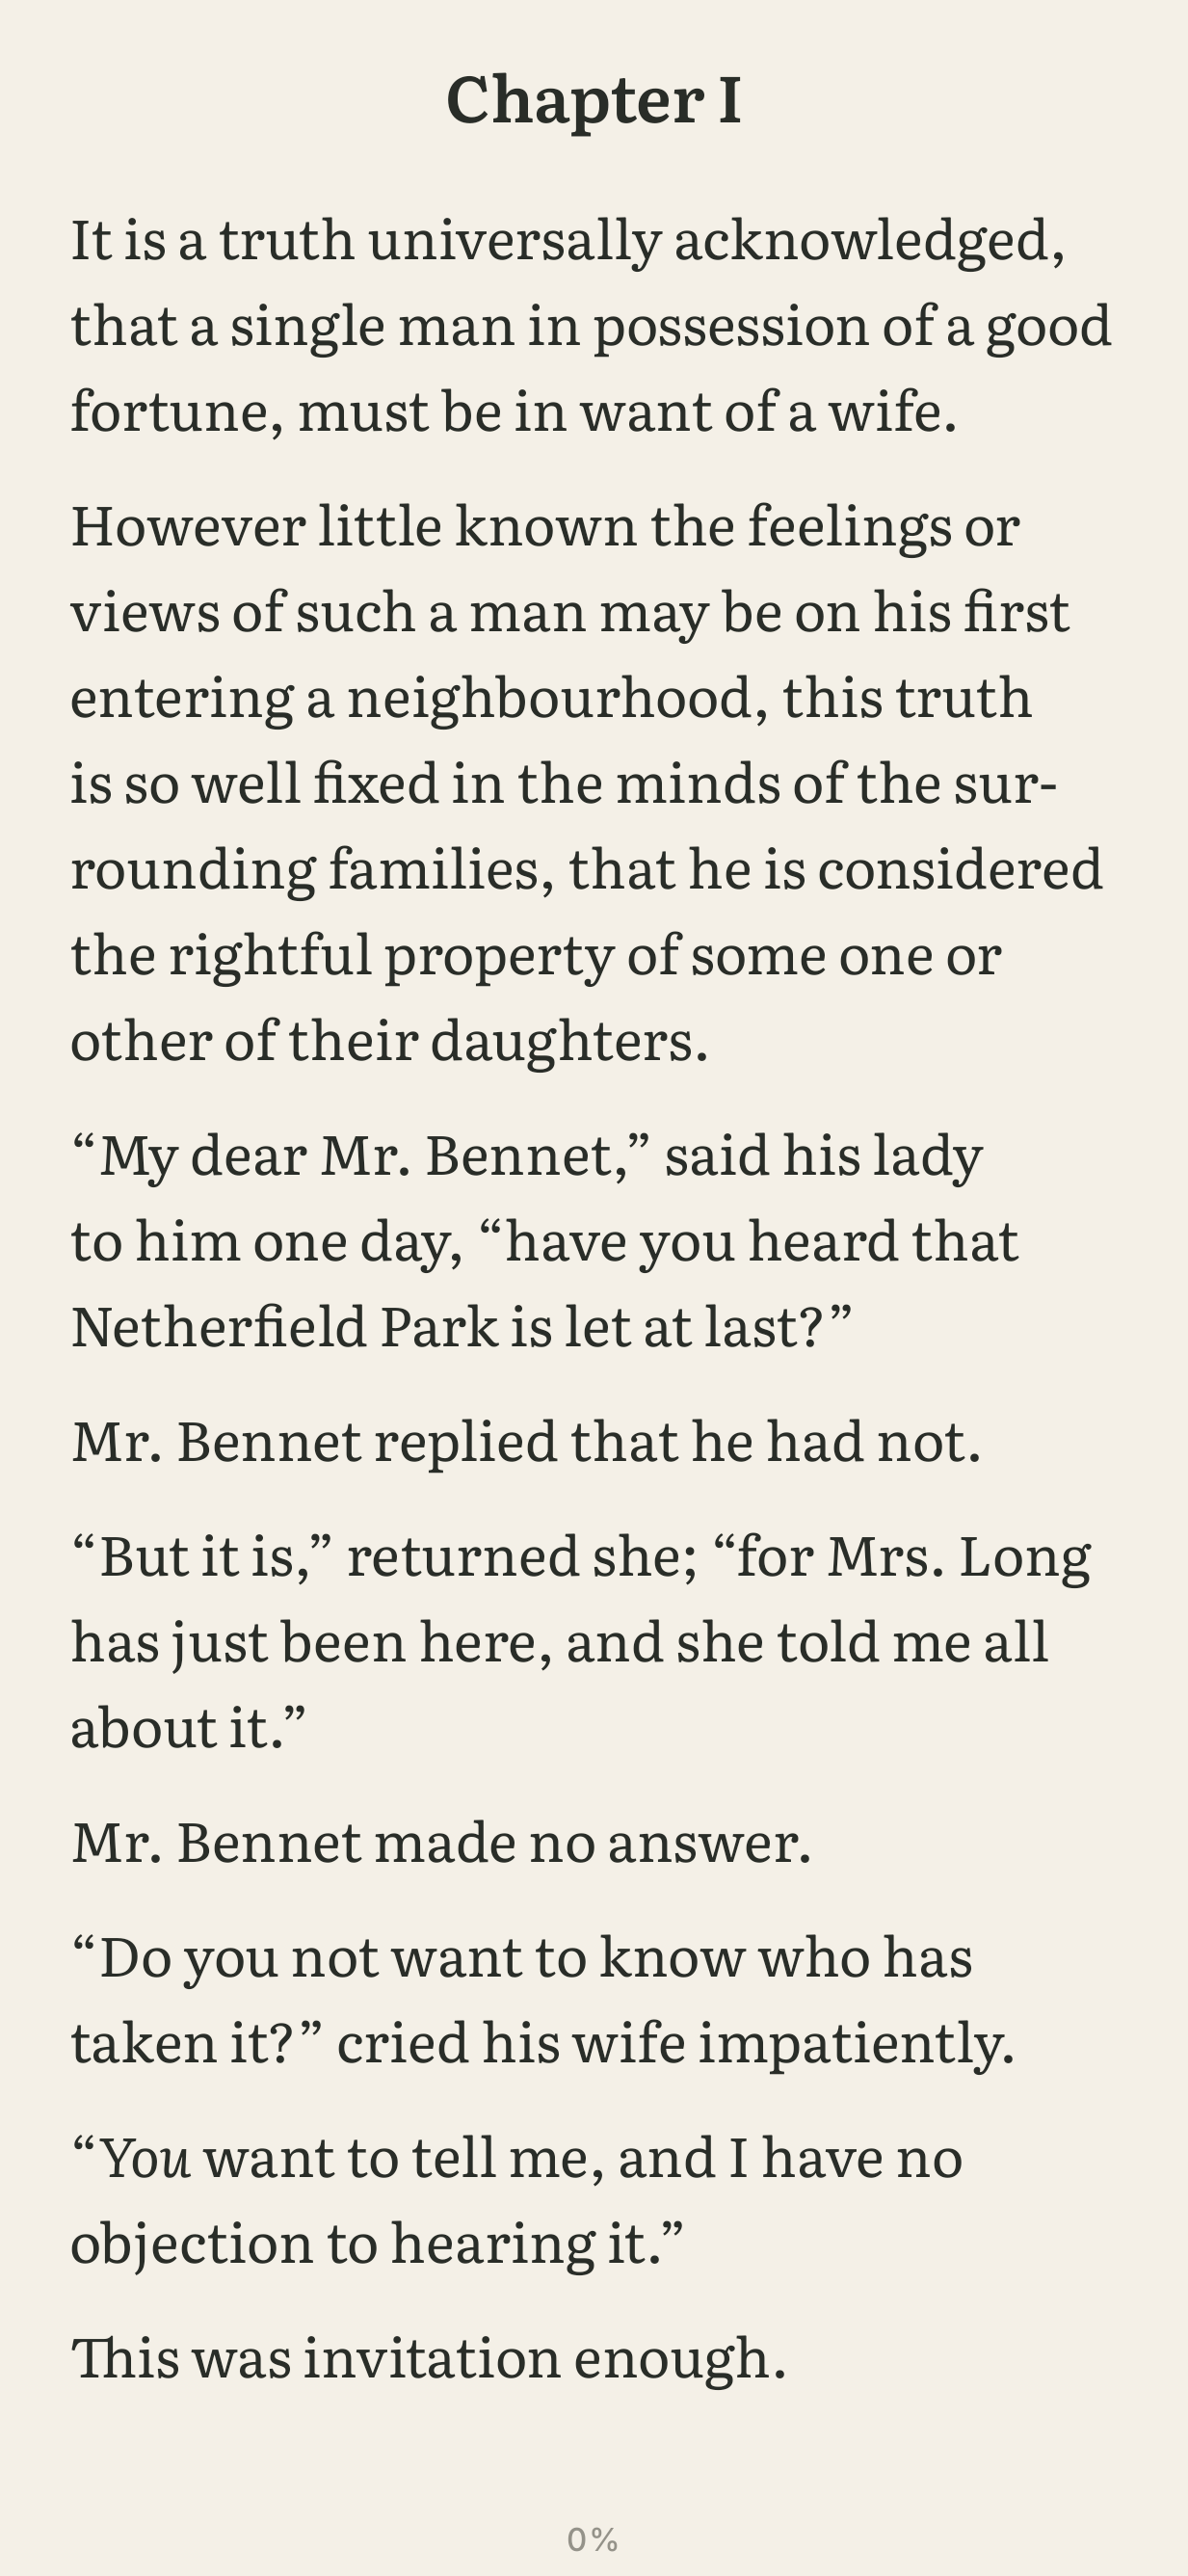 Chapter I
It is a truth universally acknowledged,
that a single man in possession of a good
fortune, must be in want of a wife.
However little known the feelings or
views of such a man may be on his first
entering a neighbourhood, this truth
is so well fixed in the minds of the sur-
rounding families, that he is considered
the rightful property of some one or
other of their daughters.
“My dear Mr. Bennet,” said his lady
to him one day, “have you heard that
Netherfield Park is let at last?”
Mr. Bennet replied that he had not.
“But it is,” returned she; “for Mrs. Long
has just been here, and she told me all
about it.”
Mr. Bennet made no answer.
“Do you not want to know who has
taken it?” cried his wife impatiently.
“You want to tell me, and I have no
objection to hearing it.”
This was invitation enough.
0%